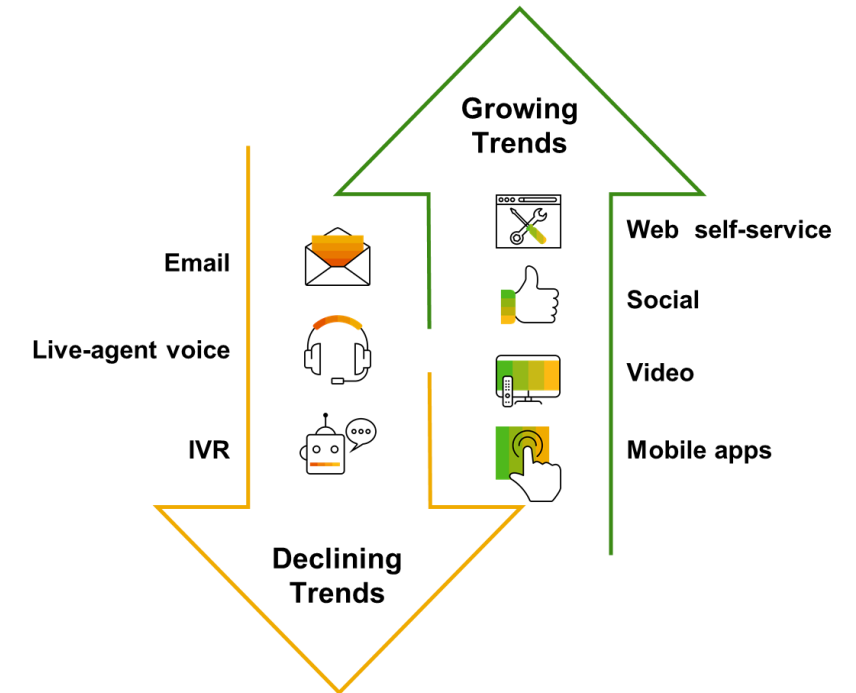 Growing
Trends
Web self-service
Social
Video
Mobile apps
Email
Live-agent voice
IVR
Declining
Trends